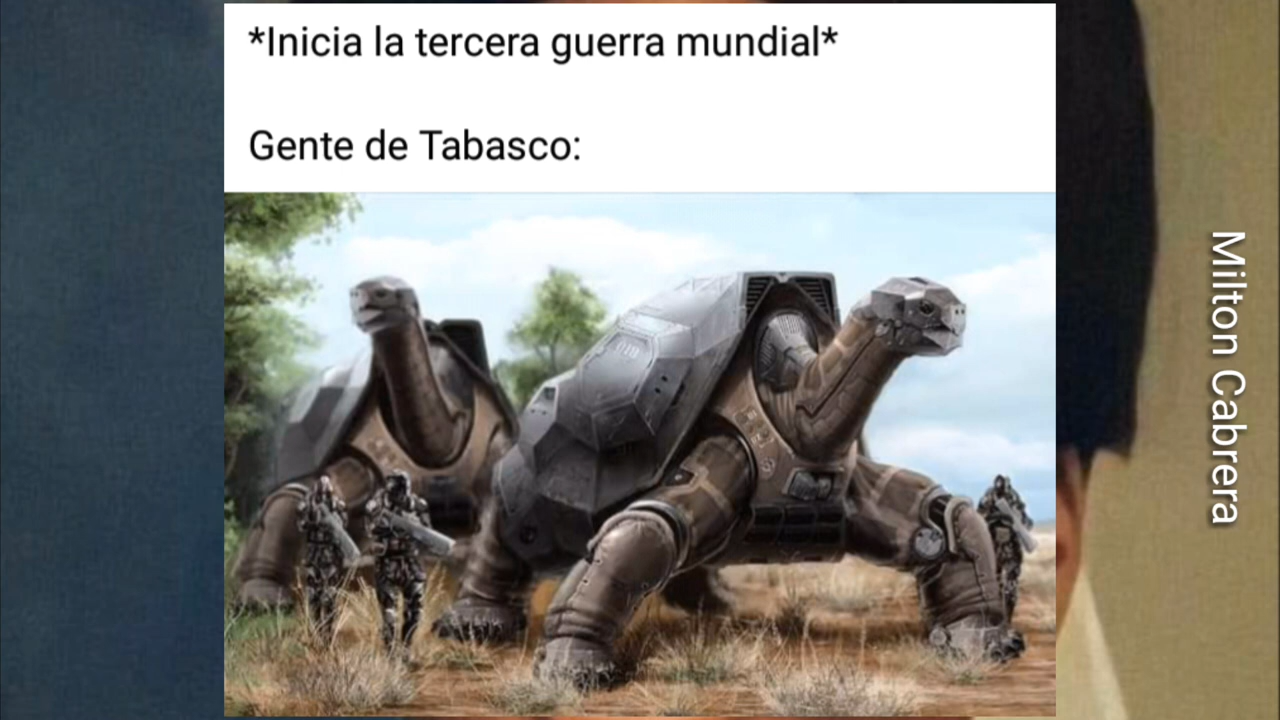 *Inicia la tercera guerra mundial*
Gente de Tabasco:
Milton Cabrera